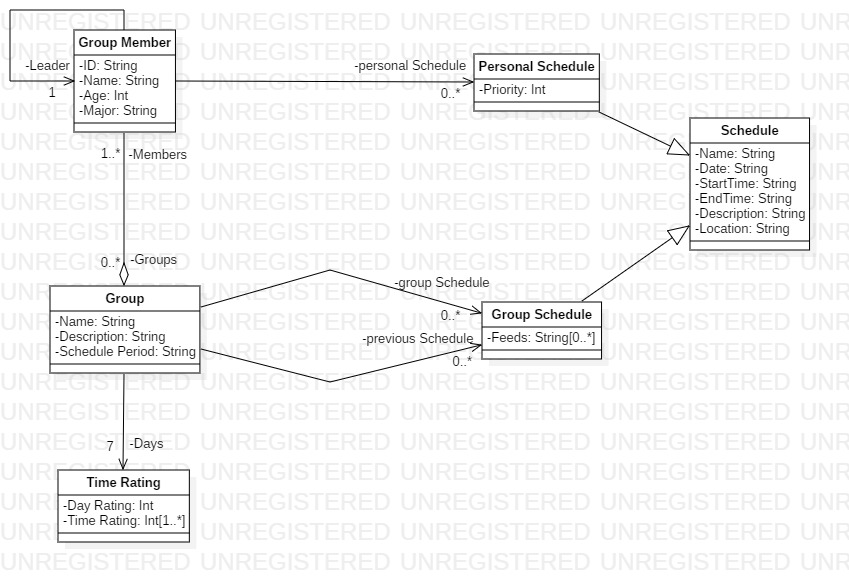 Group Member
-ID: String
-Name: String
-Age: Int
-Major: String
-Leader
1
-personal Schedule
0..*
Personal Schedule
-Priority: Int
Schedule
-Name: String
-Date: String
-StartTime: String
-EndTime: String
-Description: String
-Location: String
1..*
-Members
0..*
-Groups
Group
-Name: String
-Description: String
-Schedule Period: String
-group Schedule
0..*
-previous Schedule
0..*
Group Schedule
-Feeds: String[0..*]
7
-Days
Time Rating
-Day Rating: Int
-Time Rating: Int[1..*]
UNREGISTERED UNREGISTERED UNREGISTERED UNREGISTERED